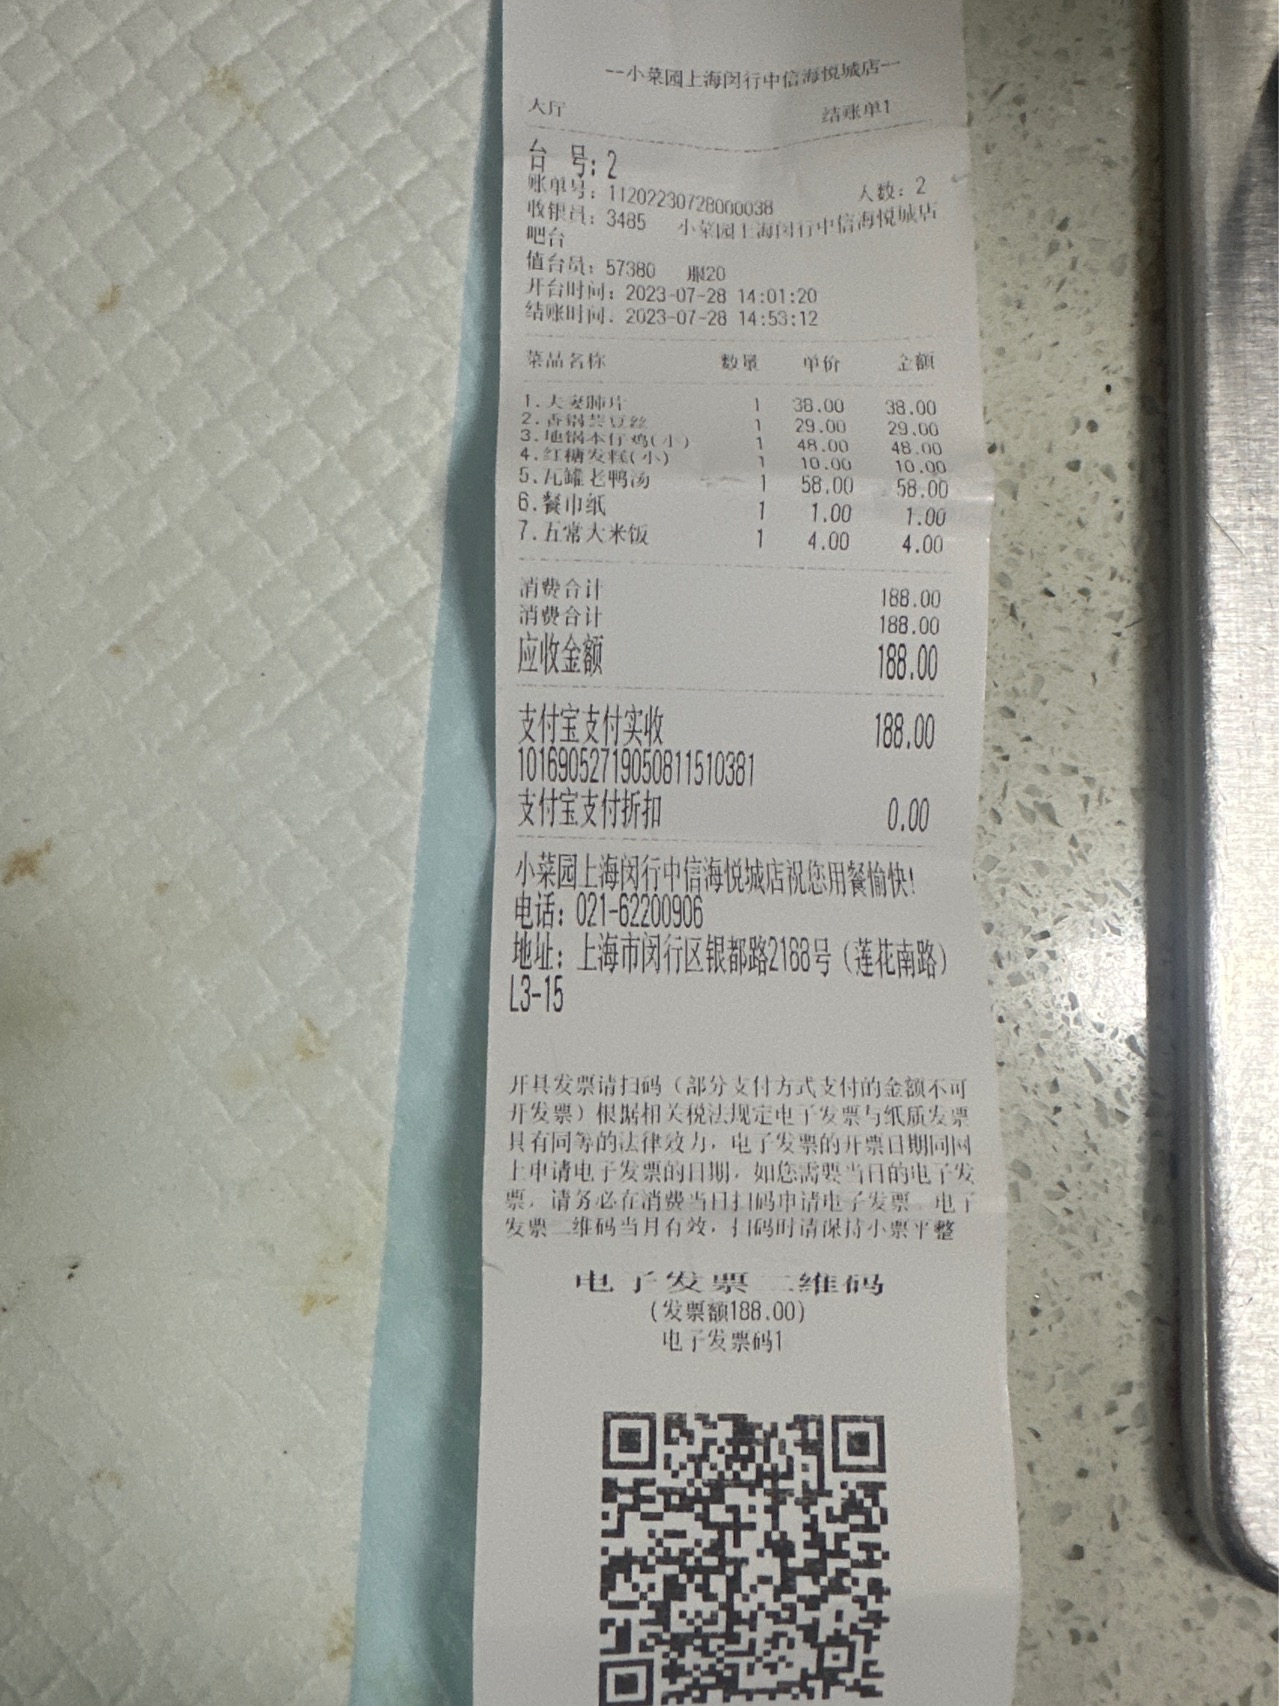 --小菜园上海闵行中信海悦城店--
大厅 结账单1
台 号: 2
账单号: 11202230728000038 人数: 2
收银员: 3485 小菜园上海闵行中信海悦城店
吧台
值台员: 57380 服20
开台时间: 2023-07-28 14:01:20
结账时间: 2023-07-28 14:53:12
菜品名称 数量 单价 金额
1.夫妻肺片 1 38.00 38.00
2.香锅芸豆丝 1 29.00 29.00
3.地锅本仔鸡(小) 1 48.00 48.00
4.红糖发糕(小) 1 10.00 10.00
5.瓦罐老鸭汤 1 58.00 58.00
6.餐巾纸 1 1.00 1.00
7.五常大米饭 1 4.00 4.00
消费合计 188.00
消费合计 188.00
应收金额 188.00
支付宝支付实收 188.00
1016905271905081151038​1
支付宝支付折扣 0.00
小菜园上海闵行中信海悦城店祝您用餐愉快!
电话: 021-62200906
地址: 上海市闵行区银都路2188号 (莲花南路)
L3-15
开具发票请扫码(部分支付方式支付的金额不可
开发票)根据相关税法规定电子发票与纸质发票
具有同等的法律效力,电子发票的开票日期同网
上申请电子发票的日期,如您需要当日的电子发
票,请务必在消费当日扫码申请电子发票 电子
发票二维码当月有效,扫码时请保持小票平整
电子发票二维码
(发票额188.00)
电子发票码1